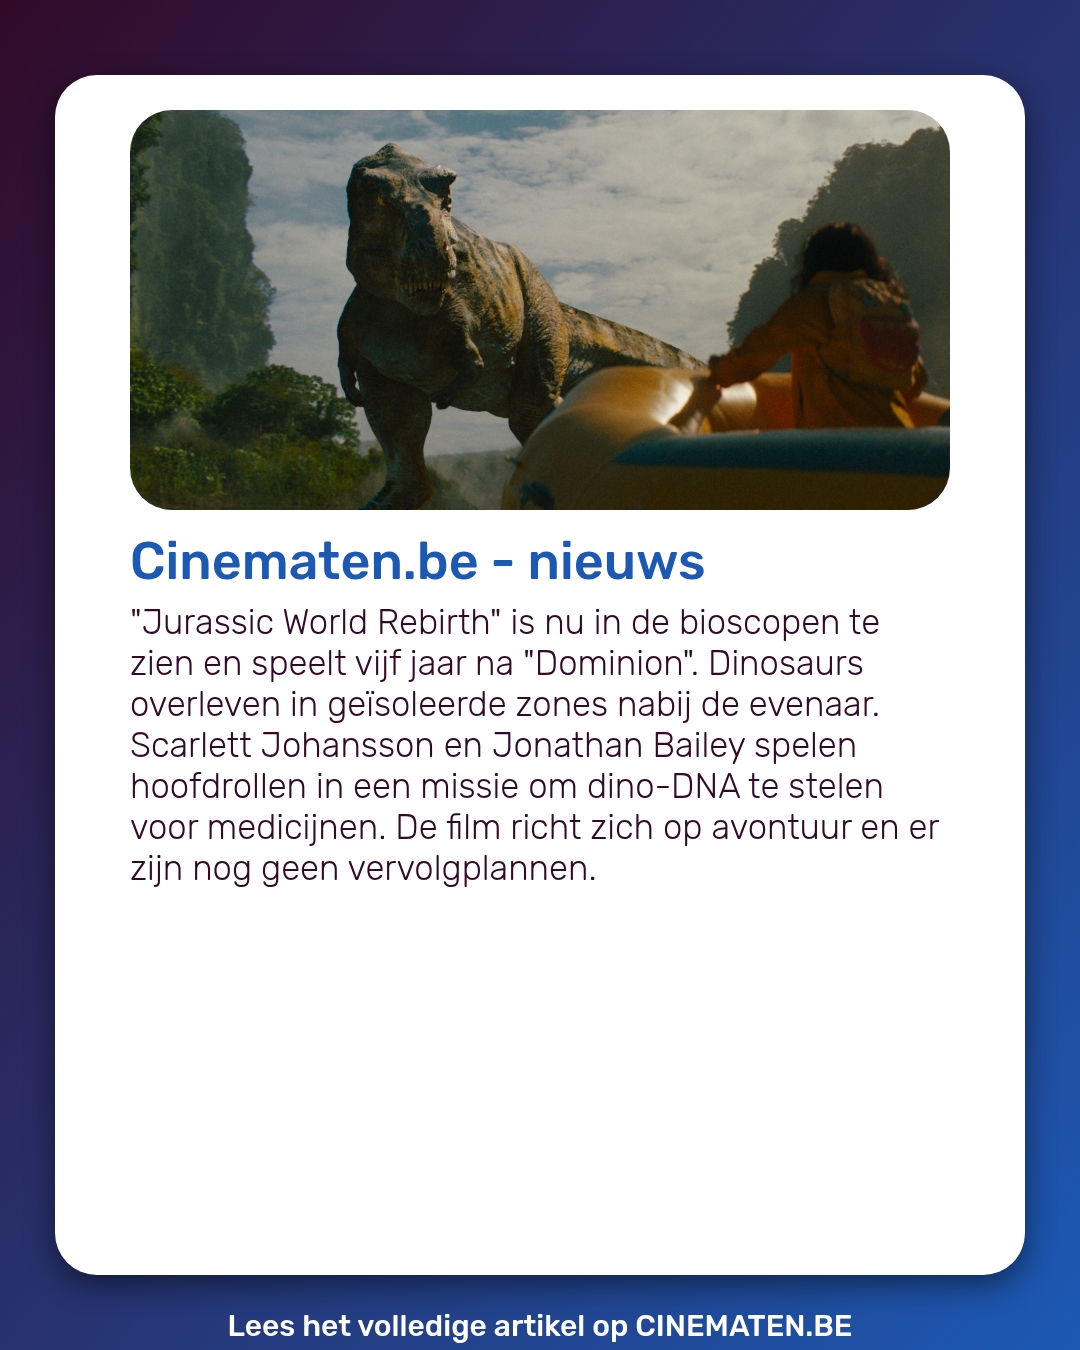 Cinematen.be - nieuws
"Jurassic World Rebirth" is nu in de bioscopen te
zien en speelt vijf jaar na "Dominion". Dinosaurs
overleven in geïsoleerde zones nabij de evenaar.
Scarlett Johansson en Jonathan Bailey spelen
hoofdrollen in een missie om dino-DNA te stelen
voor medicijnen. De film richt zich op avontuur en er
zijn nog geen vervolgplannen.
Lees het volledige artikel op CINEMATEN.BE